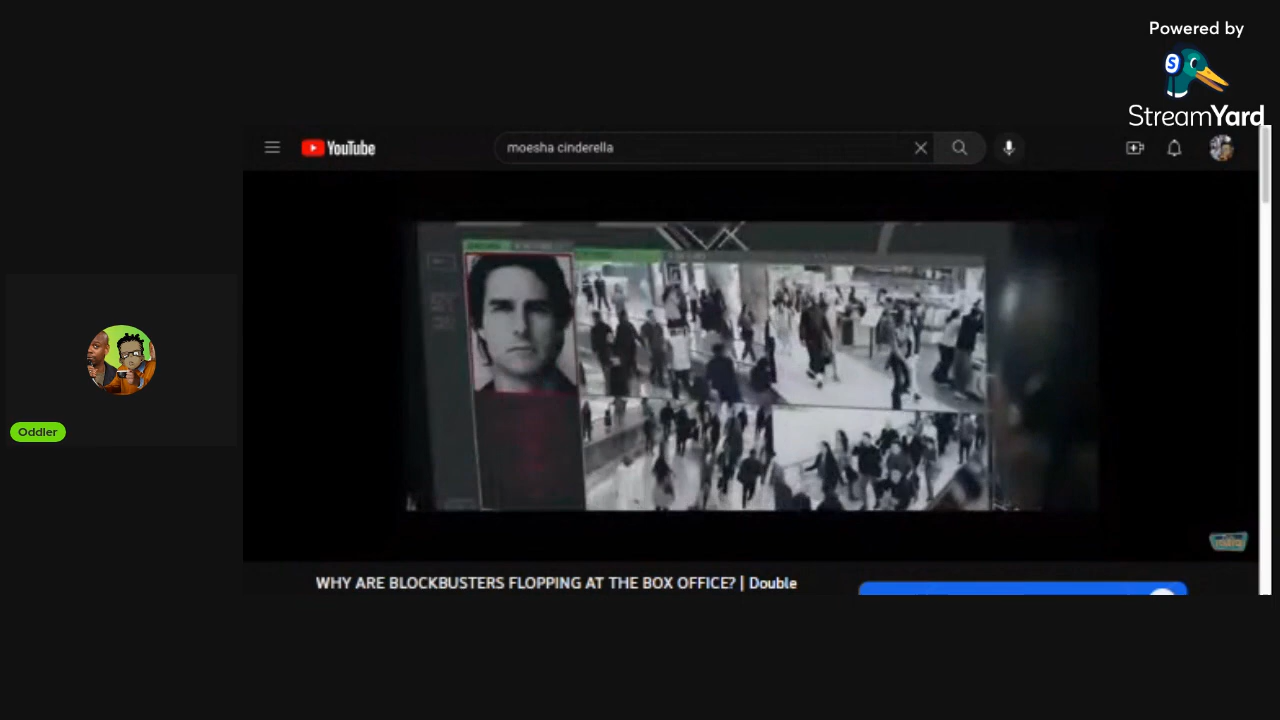 Powered by
StreamYard
YouTube
moesha cinderella
Oddler
WHY ARE BLOCKBUSTERS FLOPPING AT THE BOX OFFICE? | Double